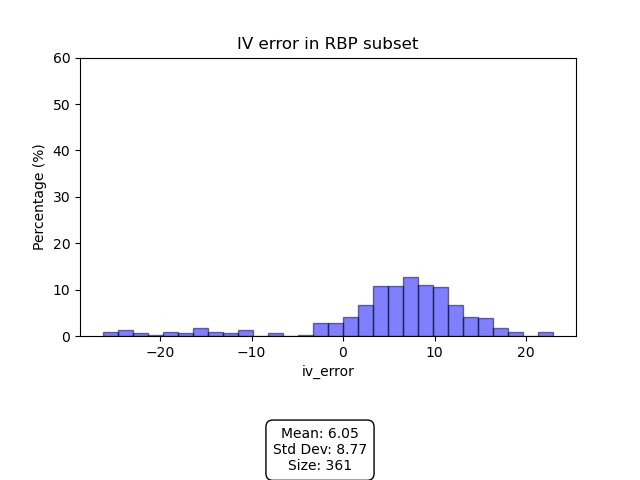 IV error in RBP subset
60
50
40
30
20
10
0
Percentage (%)
−20
−10
0
10
20
iv_error
Mean: 6.05
Std Dev: 8.77
Size: 361